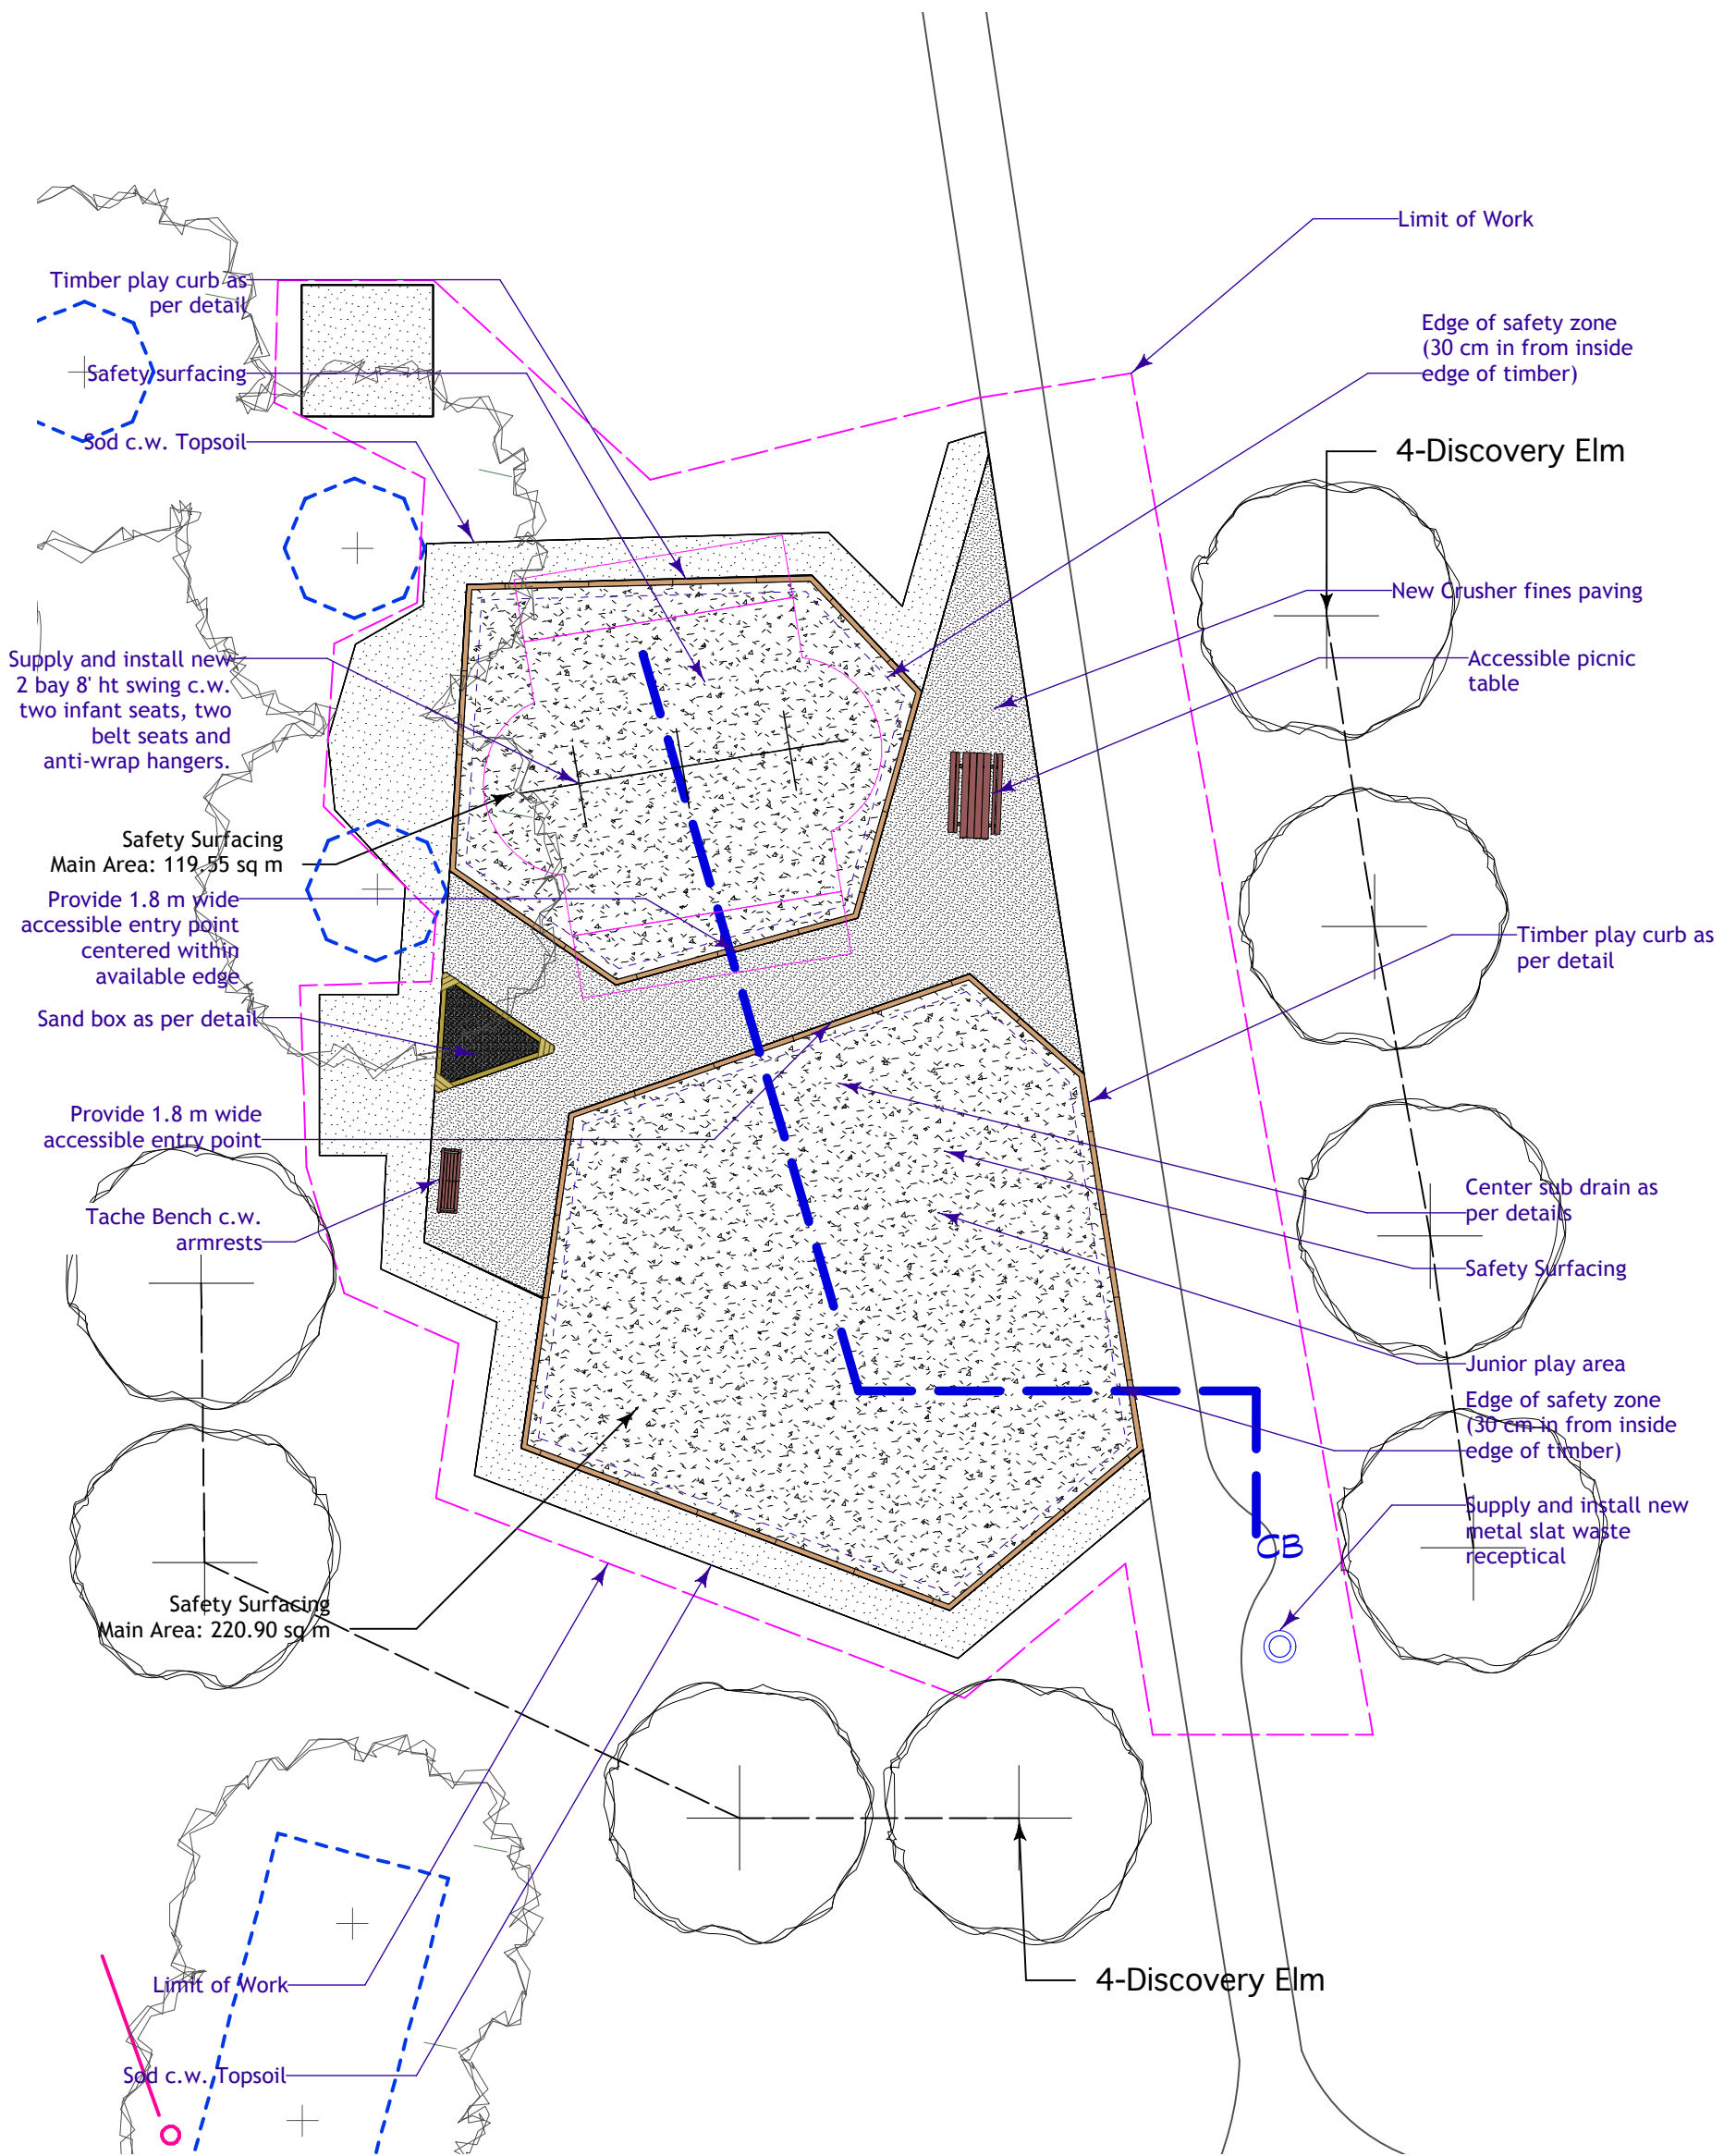 Limit of Work
Timber play curb as
per detail
Edge of safety zone
(30 cm in from inside
edge of timber)
Safety surfacing
Sod c.w. Topsoil
4-Discovery Elm
New Crusher fines paving
Supply and install new
2 bay 8' ht swing c.w.
two infant seats, two
belt seats and
anti-wrap hangers.
Accessible picnic
table
Safety Surfacing
Main Area: 119.55 sq m
Provide 1.8 m wide
accessible entry point
centered within
available edge
Timber play curb as
per detail
Sand box as per detail
Provide 1.8 m wide
accessible entry point
Tache Bench c.w.
armrests
Center sub drain as
per details
Safety Surfacing
Junior play area
Edge of safety zone
(30 cm in from inside
edge of timber)
Supply and install new
metal slat waste
receptical
CB
Safety Surfacing
Main Area: 220.90 sq m
4-Discovery Elm
Limit of Work
Sod c.w. Topsoil